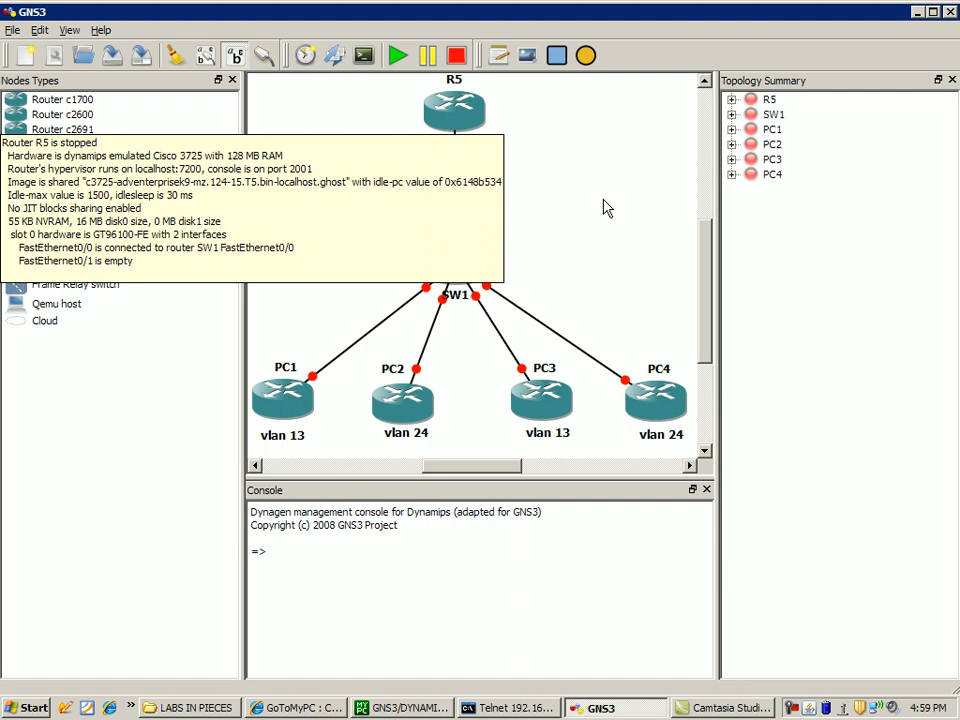 GNS3
File Edit View Help
Nodes Types
Router c1700
Router c2600
Router c2691
Router R5 is stopped
Hardware is dynamips emulated Cisco 3725 with 128 MB RAM
Router's hypervisor runs on localhost:7200, console is on port 2001
Image is shared "c3725-adventerprisek9-mz.124-15.T5.bin-localhost.ghost" with idle-pc value of 0x6148b534
Idle-max value is 1500, idlesleep is 30 ms
No JIT blocks sharing enabled
55 KB NVRAM, 16 MB disk0 size, 0 MB disk1 size
slot 0 hardware is GT96100-FE with 2 interfaces
FastEthernet0/0 is connected to router SW1 FastEthernet0/0
FastEthernet0/1 is empty
Frame Relay switch
Qemu host
Cloud
R5
SW1
PC1
PC2
PC3
PC4
vlan 13
vlan 24
vlan 13
vlan 24
Console
Dynagen management console for Dynamips (adapted for GNS3)
Copyright (c) 2008 GNS3 Project
=>
Topology Summary
R5
SW1
PC1
PC2
PC3
PC4
Start
»
LABS IN PIECES
GoToMyPC : C...
GNS3/DYNAMI...
Telnet 192.16...
GNS3
Camtasia Studi...
4:59 PM